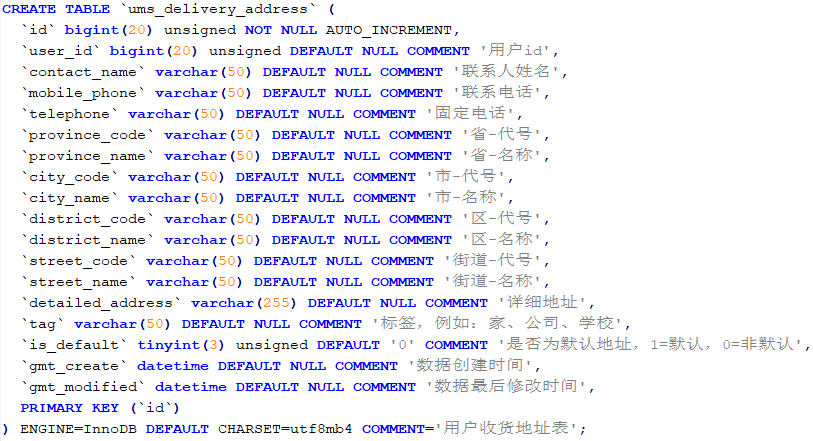 CREATE TABLE `ums_delivery_address` (
`id` bigint(20) unsigned NOT NULL AUTO_INCREMENT,
`user_id` bigint(20) unsigned DEFAULT NULL COMMENT '用户id',
`contact_name` varchar(50) DEFAULT NULL COMMENT '联系人姓名',
`mobile_phone` varchar(50) DEFAULT NULL COMMENT '联系电话',
`telephone` varchar(50) DEFAULT NULL COMMENT '固定电话',
`province_code` varchar(50) DEFAULT NULL COMMENT '省-代号',
`province_name` varchar(50) DEFAULT NULL COMMENT '省-名称',
`city_code` varchar(50) DEFAULT NULL COMMENT '市-代号',
`city_name` varchar(50) DEFAULT NULL COMMENT '市-名称',
`district_code` varchar(50) DEFAULT NULL COMMENT '区-代号',
`district_name` varchar(50) DEFAULT NULL COMMENT '区-名称',
`street_code` varchar(50) DEFAULT NULL COMMENT '街道-代号',
`street_name` varchar(50) DEFAULT NULL COMMENT '街道-名称',
`detailed_address` varchar(255) DEFAULT NULL COMMENT '详细地址',
`tag` varchar(50) DEFAULT NULL COMMENT '标签，例如：家、公司、学校',
`is_default` tinyint(3) unsigned DEFAULT '0' COMMENT '是否为默认地址，1=默认，0=非默认',
`gmt_create` datetime DEFAULT NULL COMMENT '数据创建时间',
`gmt_modified` datetime DEFAULT NULL COMMENT '数据最后修改时间',
PRIMARY KEY (`id`)
) ENGINE=InnoDB DEFAULT CHARSET=utf8mb4 COMMENT='用户收货地址表';